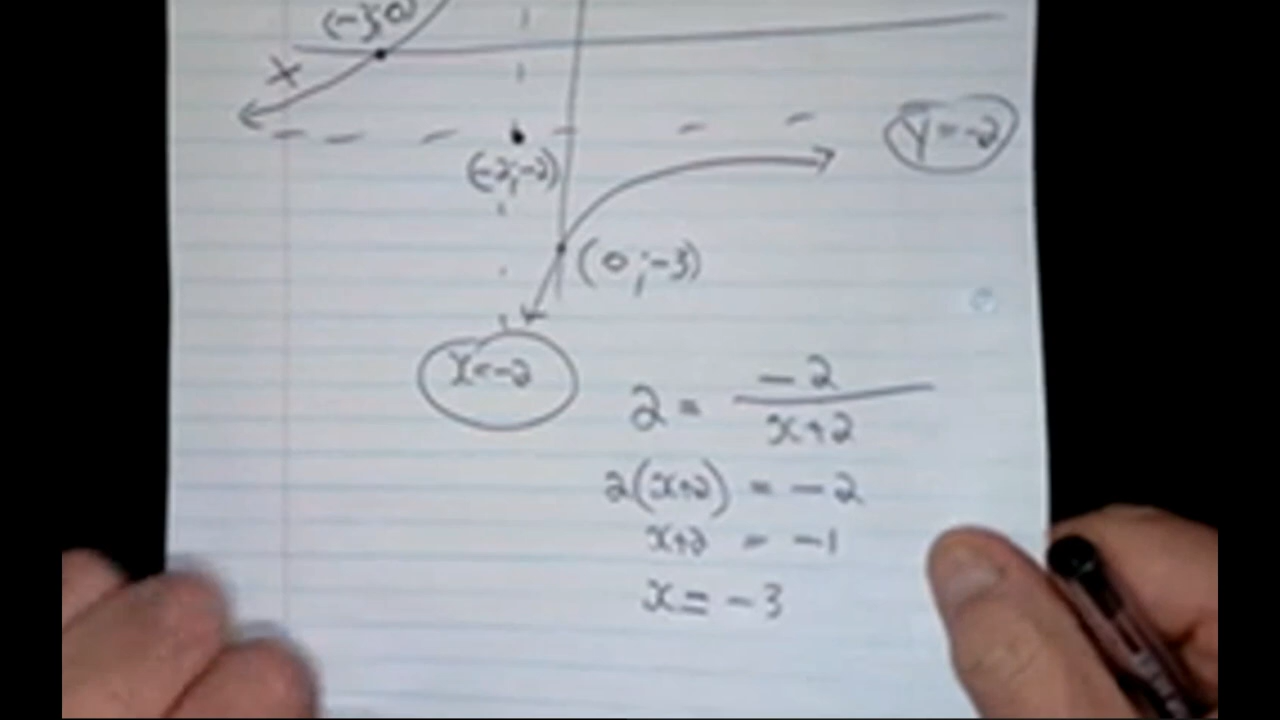 (-3;0)
x
y=-2
(-2;-2)
(0;-3)
x=-2
2 = -2/(x+2)
2(x+2) = -2
x+2 = -1
x = -3